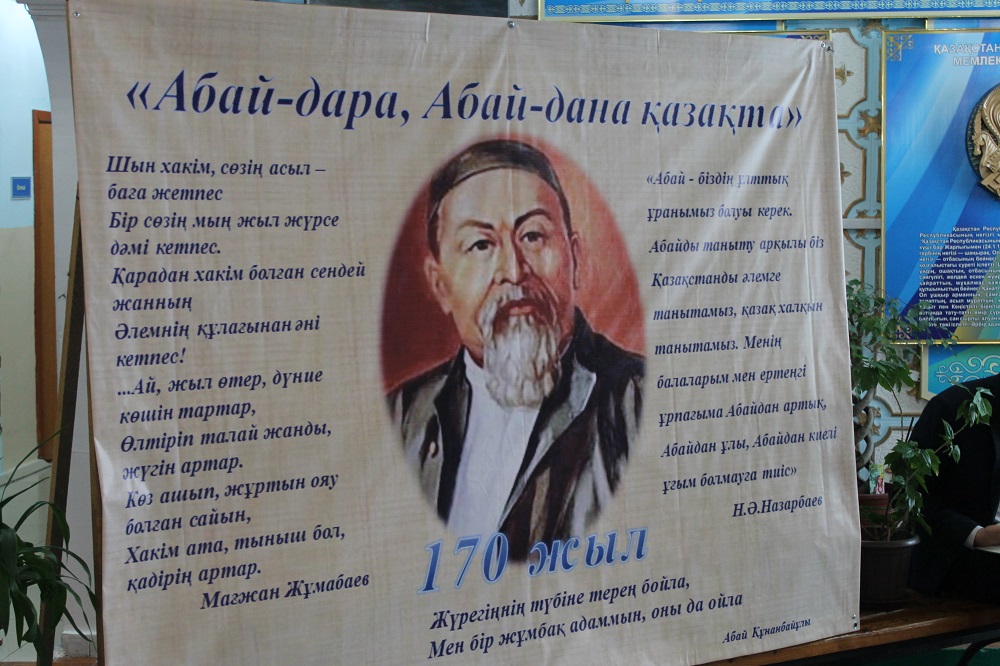 «Абай-дара, Абай-дана қазақта»
Шын хакім, сөзің асыл –
баға жетпес
Бір сөзің мың жыл жүрсе
дәмі кетпес.
Қарадан хакім болған сендей
жанның
Әлемнің құлағынан әні
кетпес!
...Ай, жыл өтер, дүние
көшін тартар,
Өлтіріп талай жанды,
жүгін артар.
Көз ашып, жұртың ояу
болған сайын,
Хакім ата, тыныш бол,
қадірің артар.
Мағжан Жұмабаев
«Абай - біздің ұлттық
ұранымыз болуы керек.
Абайды таныту арқылы біз
Қазақстанды әлемге
танытамыз, қазақ халқын
танытамыз. Менің
балаларым мен ертеңгі
ұрпағыма Абайдан артық,
Абайдан ұлы, Абайдан киелі
ұғым болмауға тиіс»
Н.Ә.Назарбаев
170 жыл
Жүрегіңнің түбіне терең бойла,
Мен бір жұмбақ адаммын, оны да ойла
Абай Құнанбайұлы
ҚАЗАҚСТАН
МЕМЛЕК
Қазақстан Респу